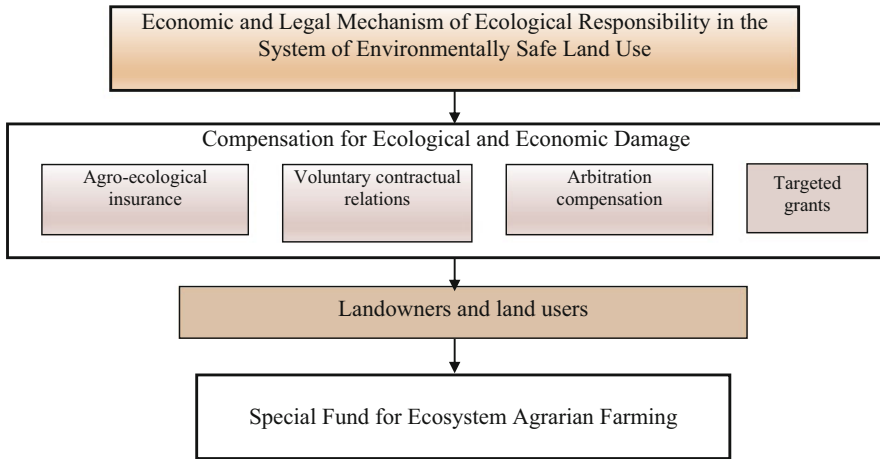 Economic and Legal Mechanism of Ecological Responsibility in the
System of Environmentally Safe Land Use
Compensation for Ecological and Economic Damage
Agro-ecological
insurance
Voluntary contractual
relations
Arbitration
compensation
Targeted
grants
Landowners and land users
Special Fund for Ecosystem Agrarian Farming